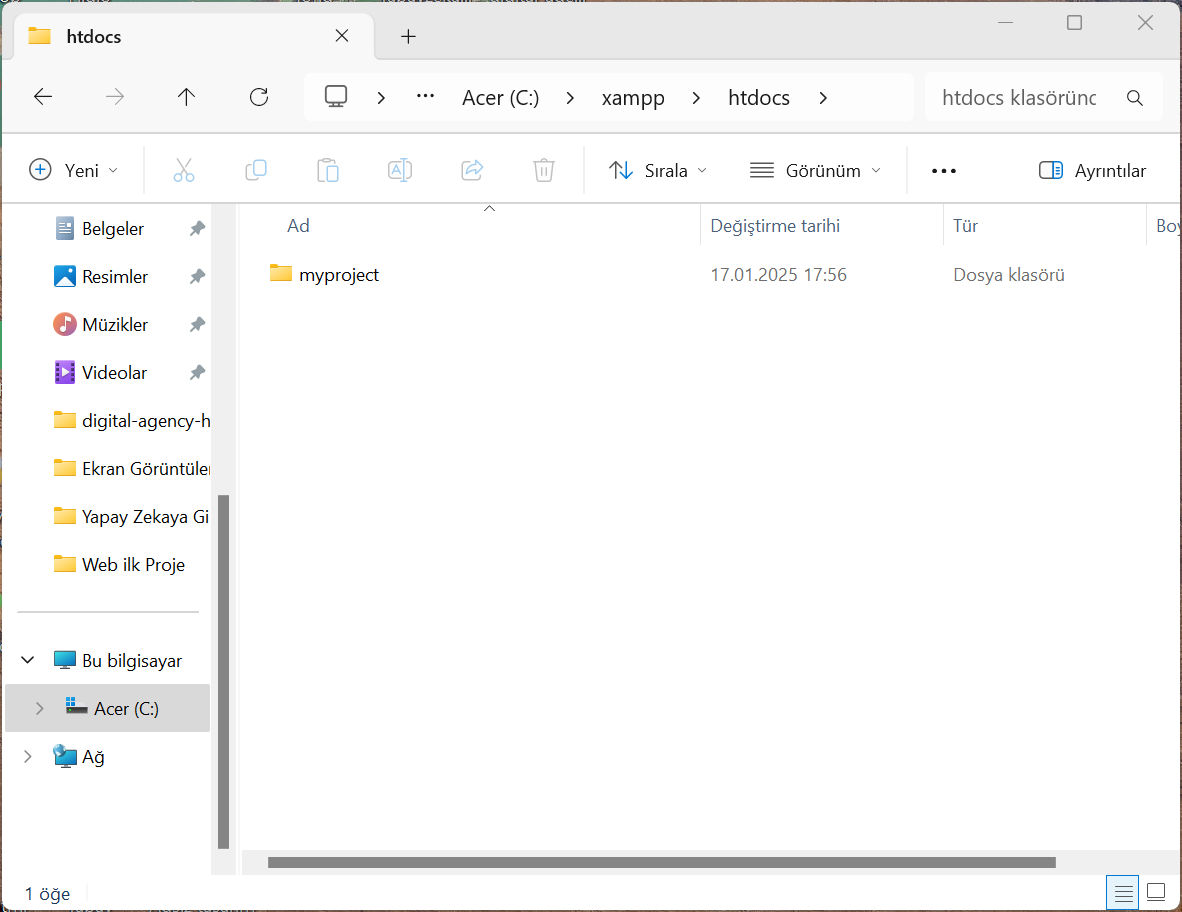 htdocs
Acer (C:) xampp htdocs htdocs klasöründ
Yeni Sırala Görünüm Ayrıntılar
Ad Değiştirme tarihi Tür Boy
myproject 17.01.2025 17:56 Dosya klasörü
Belgeler
Resimler
Müzikler
Videolar
digital-agency-h
Ekran Görüntüler
Yapay Zekaya Gi
Web ilk Proje
Bu bilgisayar
Acer (C:)
Ağ
1 öğe